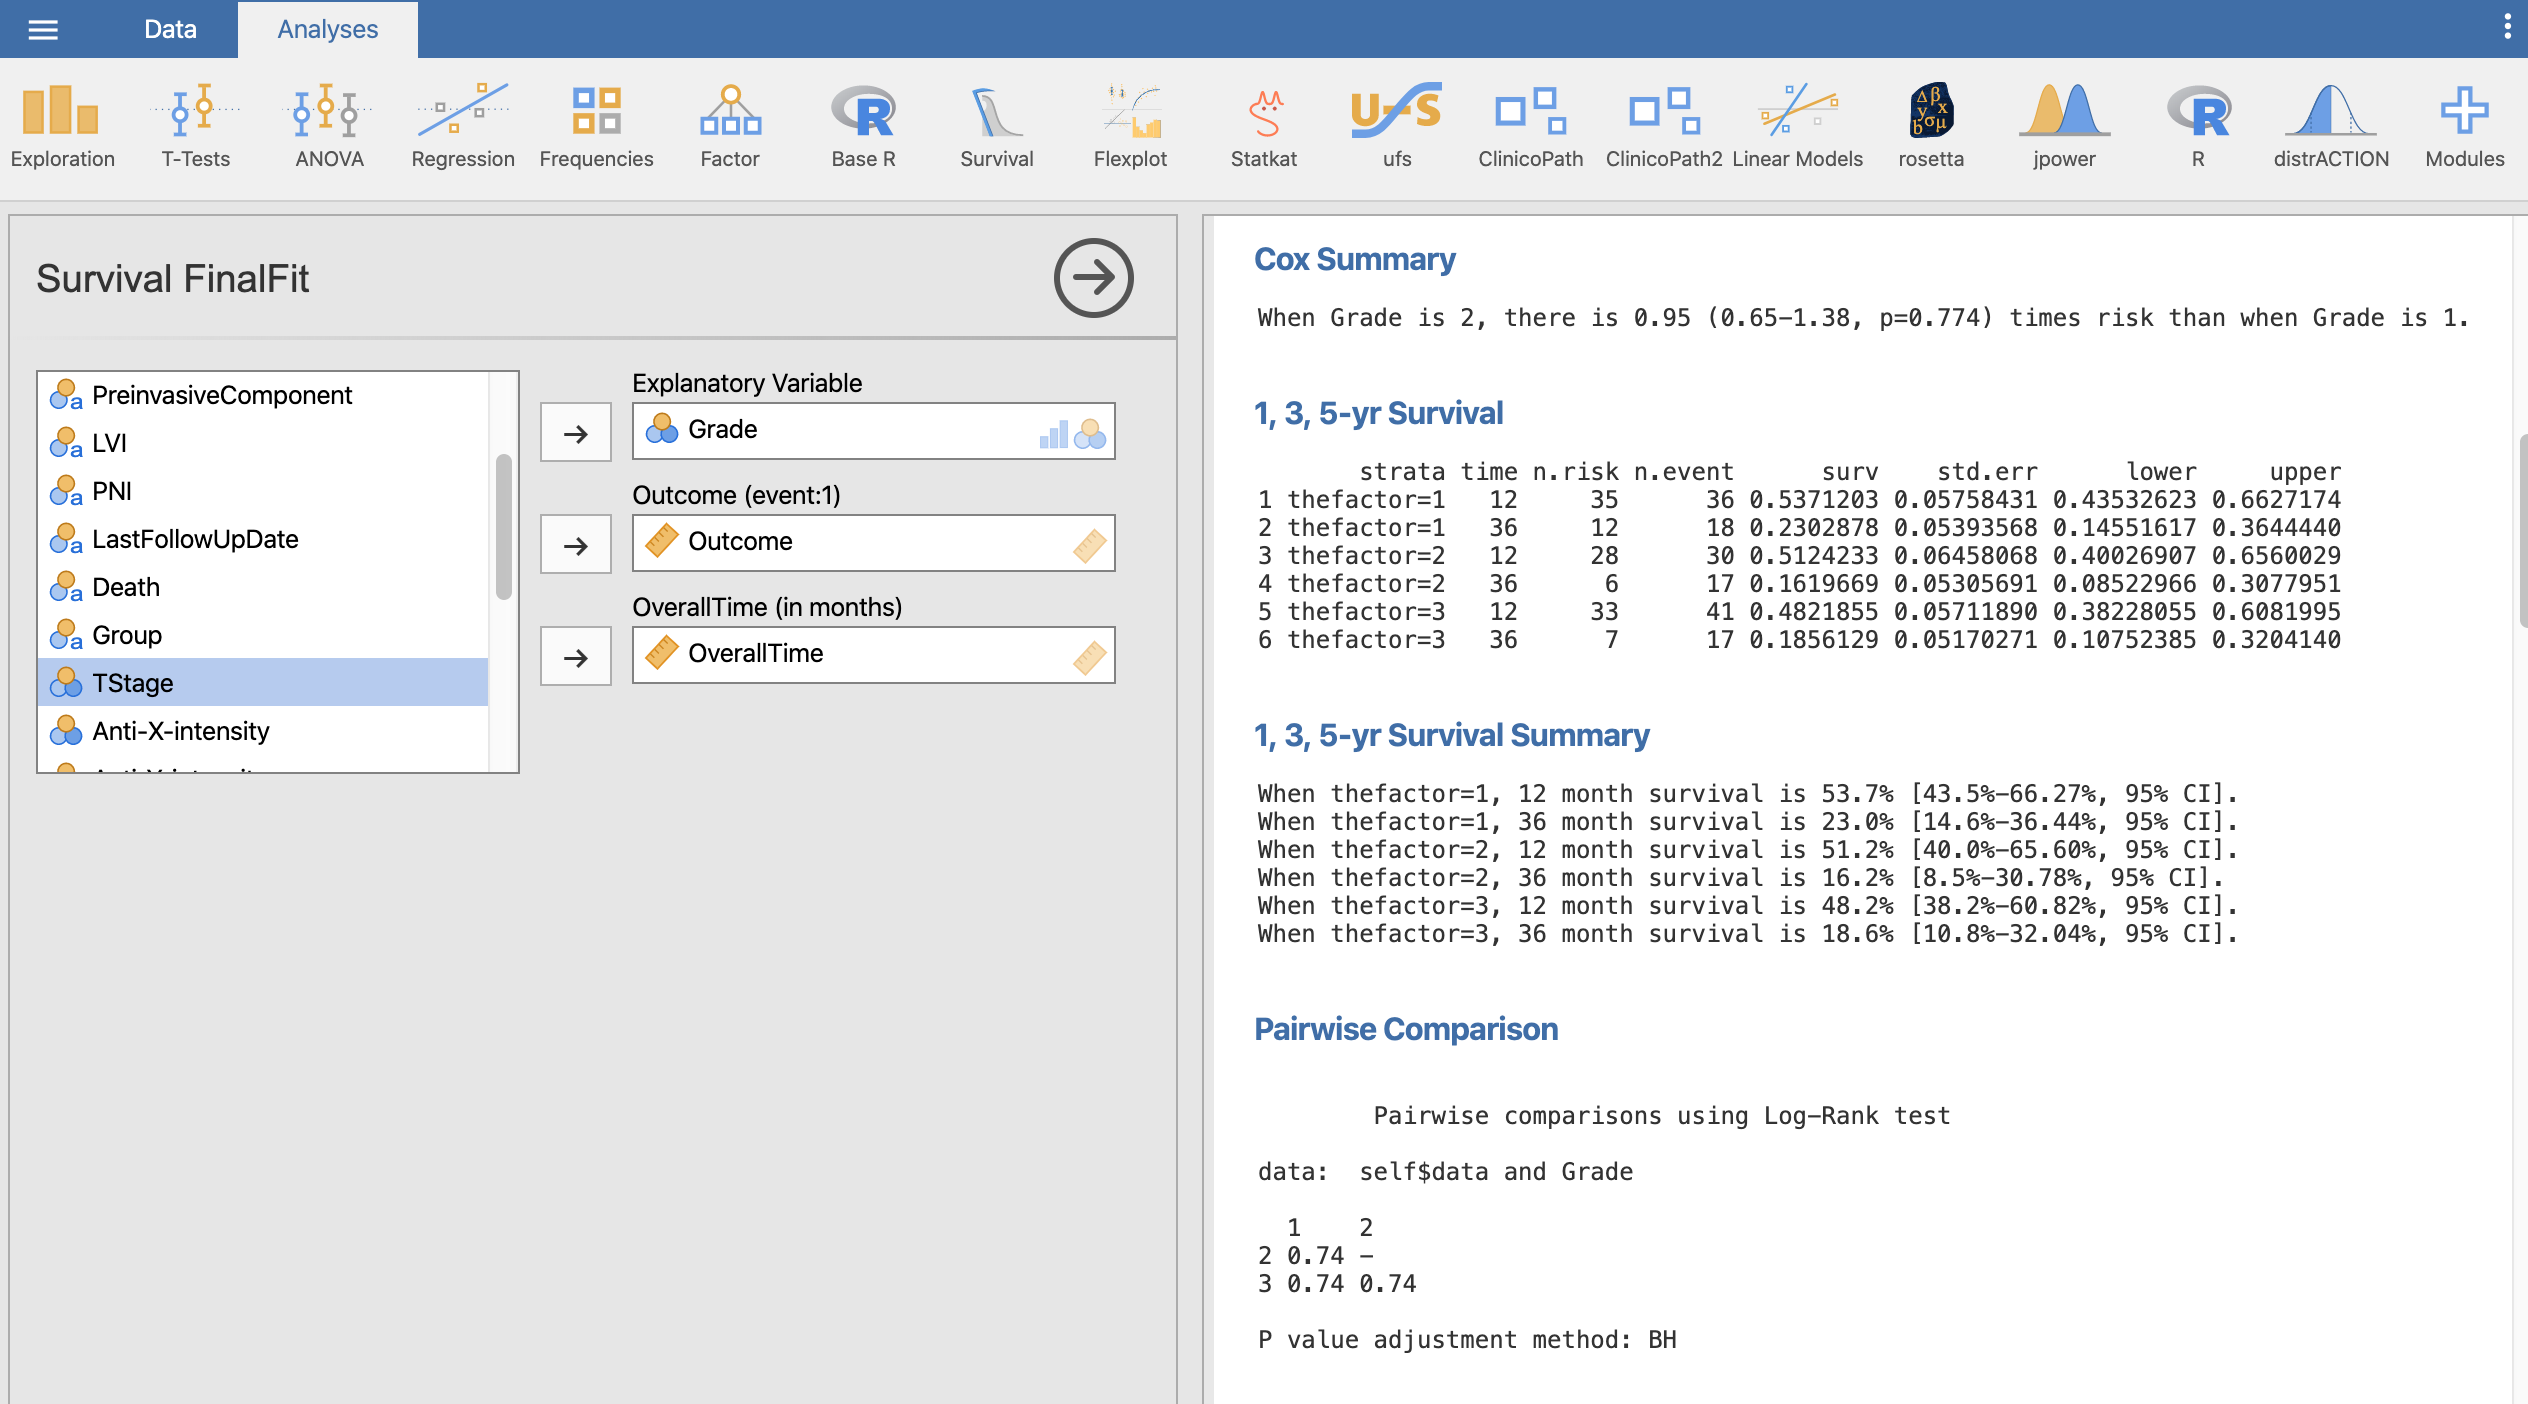 Data
Analyses
Exploration
T-Tests
ANOVA
Regression
Frequencies
Factor
Base R
Survival
Flexplot
Statkat
ufs
ClinicoPath
ClinicoPath2
Linear Models
rosetta
jpower
R
distrACTION
Modules
Survival FinalFit
PreinvasiveComponent
LVI
PNI
LastFollowUpDate
Death
Group
TStage
Anti-X-intensity
Explanatory Variable
Grade
Outcome (event:1)
Outcome
OverallTime (in months)
OverallTime
Cox Summary
When Grade is 2, there is 0.95 (0.65-1.38, p=0.774) times risk than when Grade is 1.
1, 3, 5-yr Survival
strata time n.risk n.event surv std.err lower upper
1 thefactor=1 12 35 36 0.5371203 0.05758431 0.43532623 0.6627174
2 thefactor=1 36 12 18 0.2302878 0.05393568 0.14551617 0.3644440
3 thefactor=2 12 28 30 0.5124233 0.06458068 0.40026907 0.6560029
4 thefactor=2 36 6 17 0.1619669 0.05305691 0.08522966 0.3077951
5 thefactor=3 12 33 41 0.4821855 0.05711890 0.38228055 0.6081995
6 thefactor=3 36 7 17 0.1856129 0.05170271 0.10752385 0.3204140
1, 3, 5-yr Survival Summary
When thefactor=1, 12 month survival is 53.7% [43.5%-66.27%, 95% CI].
When thefactor=1, 36 month survival is 23.0% [14.6%-36.44%, 95% CI].
When thefactor=2, 12 month survival is 51.2% [40.0%-65.60%, 95% CI].
When thefactor=2, 36 month survival is 16.2% [8.5%-30.78%, 95% CI].
When thefactor=3, 12 month survival is 48.2% [38.2%-60.82%, 95% CI].
When thefactor=3, 36 month survival is 18.6% [10.8%-32.04%, 95% CI].
Pairwise Comparison
Pairwise comparisons using Log-Rank test
data: self$data and Grade
1 2
2 0.74 -
3 0.74 0.74
P value adjustment method: BH